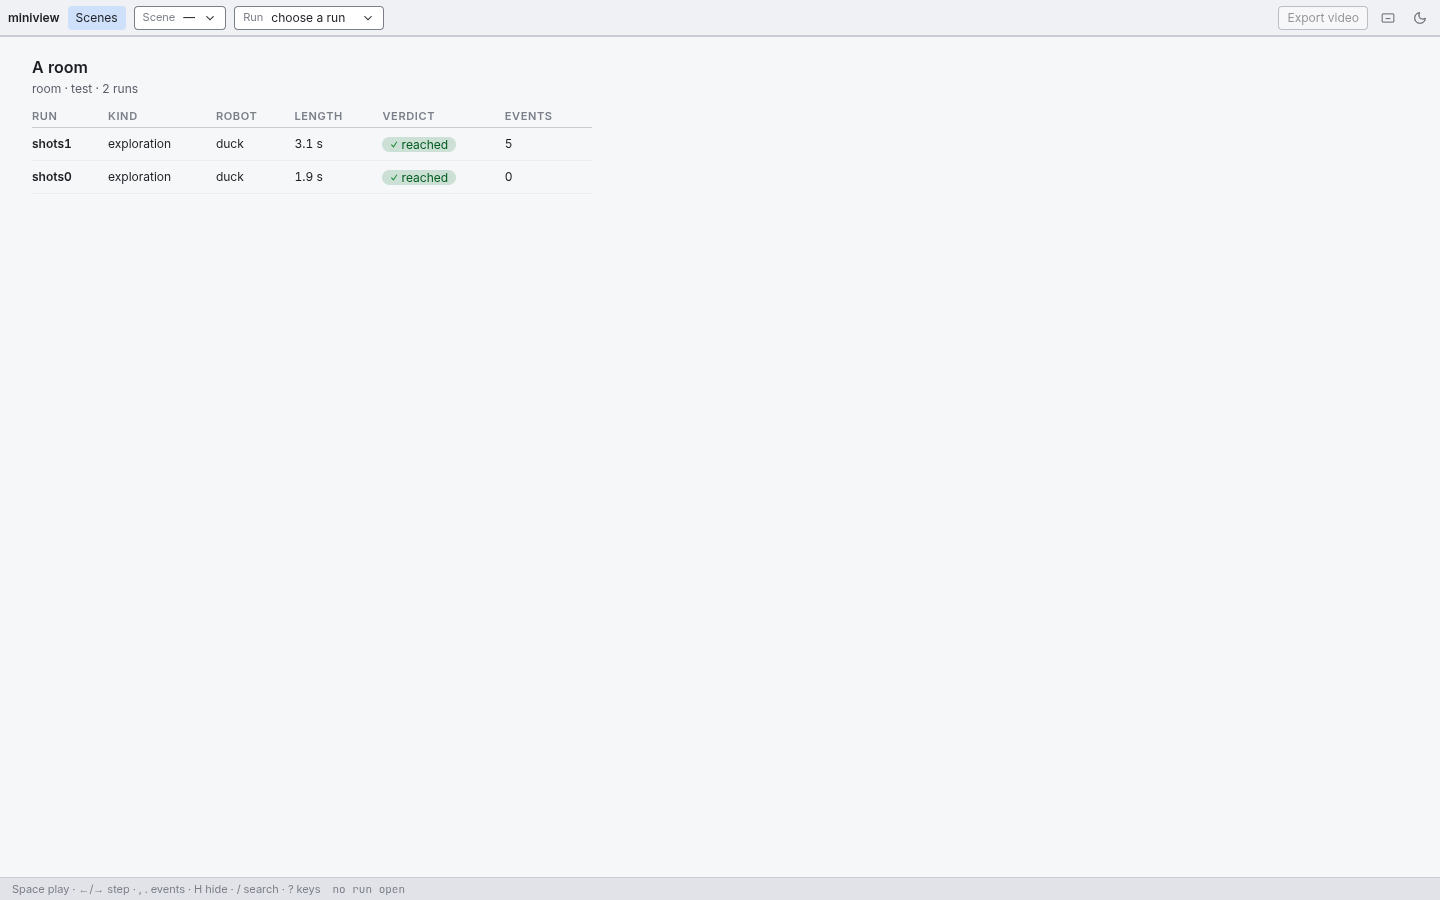 miniview Scenes Scene — Run choose a run Export video
A room
room · test · 2 runs
RUN KIND ROBOT LENGTH VERDICT EVENTS
shots1 exploration duck 3.1 s ✓ reached 5
shots0 exploration duck 1.9 s ✓ reached 0
Space play · ←/→ step · , . events · H hide · / search · ? keys no run open